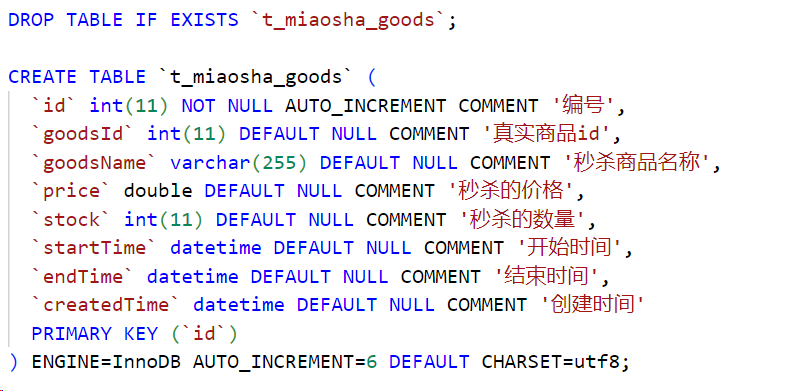 DROP TABLE IF EXISTS `t_miaosha_goods`;
CREATE TABLE `t_miaosha_goods` (
`id` int(11) NOT NULL AUTO_INCREMENT COMMENT '编号',
`goodsId` int(11) DEFAULT NULL COMMENT '真实商品id',
`goodsName` varchar(255) DEFAULT NULL COMMENT '秒杀商品名称',
`price` double DEFAULT NULL COMMENT '秒杀的价格',
`stock` int(11) DEFAULT NULL COMMENT '秒杀的数量',
`startTime` datetime DEFAULT NULL COMMENT '开始时间',
`endTime` datetime DEFAULT NULL COMMENT '结束时间',
`createdTime` datetime DEFAULT NULL COMMENT '创建时间'
PRIMARY KEY (`id`)
) ENGINE=InnoDB AUTO_INCREMENT=6 DEFAULT CHARSET=utf8;